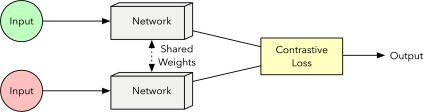 Input
Network
Shared
Weights
Contrastive
Loss
Output
Input
Network